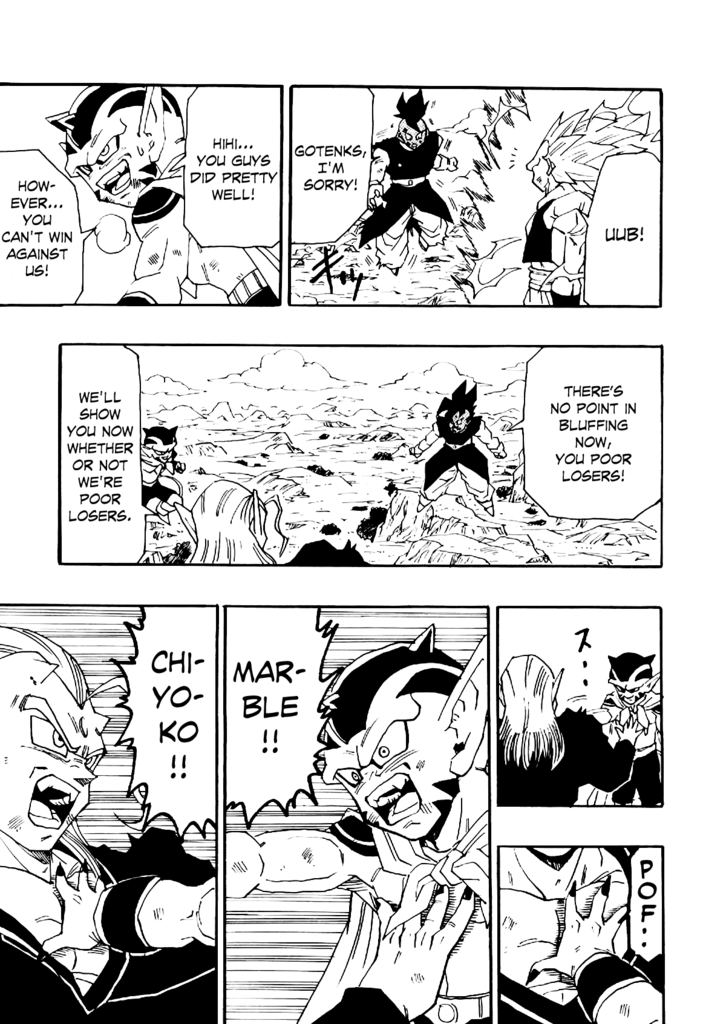 UUB!
GOTENKS,
I'M
SORRY!
キッ
HIHI...
YOU GUYS
DID PRETTY
WELL!
HOW-
EVER...
YOU
CAN'T WIN
AGAINST
US!
THERE'S
NO POINT IN
BLUFFING
NOW,
YOU POOR
LOSERS!
WE'LL
SHOW
YOU NOW
WHETHER
OR NOT
WE'RE
POOR
LOSERS.
ス...
POF..
MAR-
BLE
!!
CHI-
YO-
KO
!!